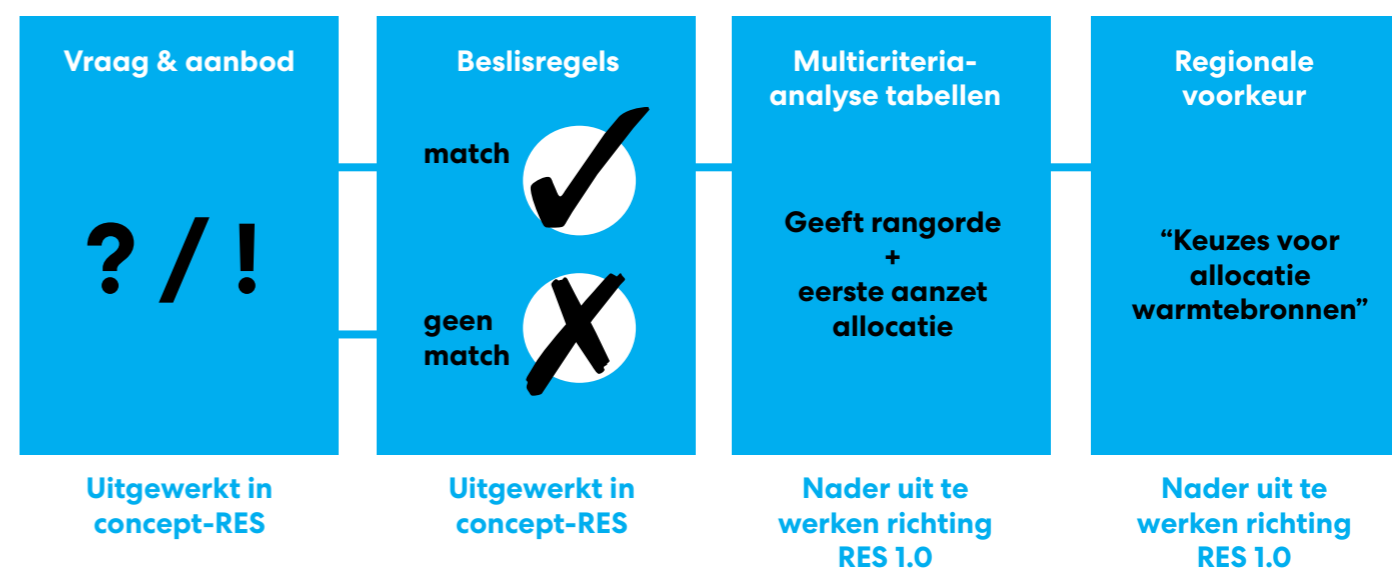 Vraag & aanbod
? / !
Uitgewerkt in
concept-RES
Beslisregels
match
geen
match
Uitgewerkt in
concept-RES
Multicriteria-
analyse tabellen
Geeft rangorde
+
eerste aanzet
allocatie
Nader uit te
werken richting
RES 1.0
Regionale
voorkeur
“Keuzes voor
allocatie
warmtebronnen”
Nader uit te
werken richting
RES 1.0